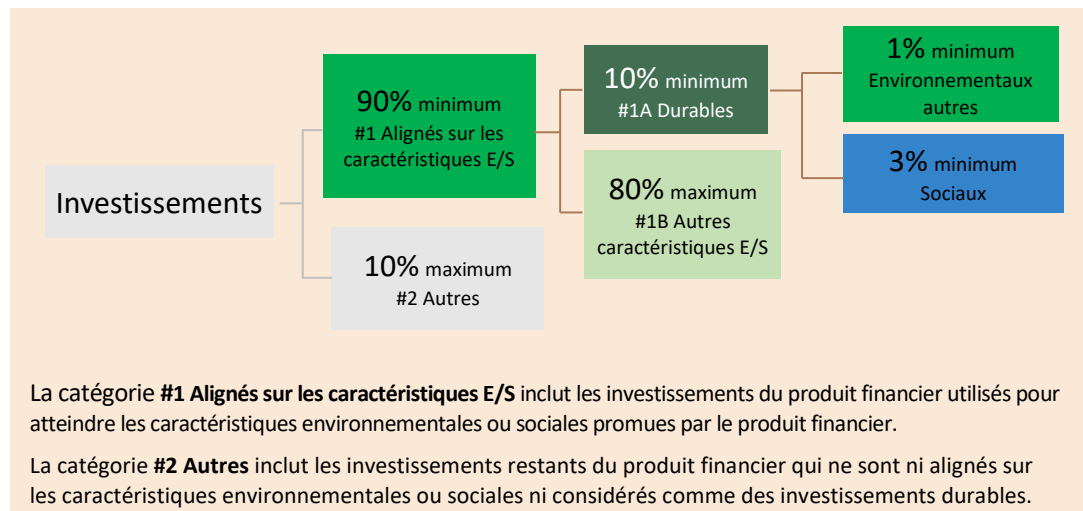 1% minimum
Environnementaux
autres
10% minimum
#1A Durables
90% minimum
#1 Alignés sur les
caractéristiques E/S
3% minimum
Sociaux
80% maximum
#1B Autres
caractéristiques E/S
Investissements
10% maximum
#2 Autres
La catégorie #1 Alignés sur les caractéristiques E/S inclut les investissements du produit financier utilisés pour
atteindre les caractéristiques environnementales ou sociales promues par le produit financier.
La catégorie #2 Autres inclut les investissements restants du produit financier qui ne sont ni alignés sur
les caractéristiques environnementales ou sociales ni considérés comme des investissements durables.